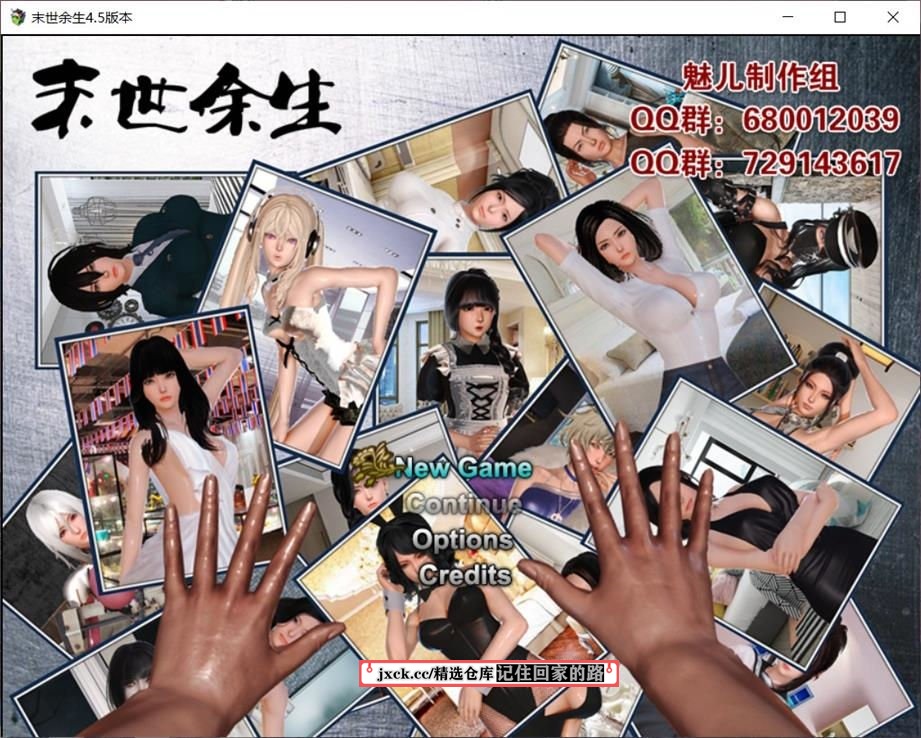 末世余生4.5版本
末世余生
魅儿制作组
QQ群：680012039
QQ群：729143617
New Game
Continue
Options
Credits
jxck.cc/精选仓库记住回家的路